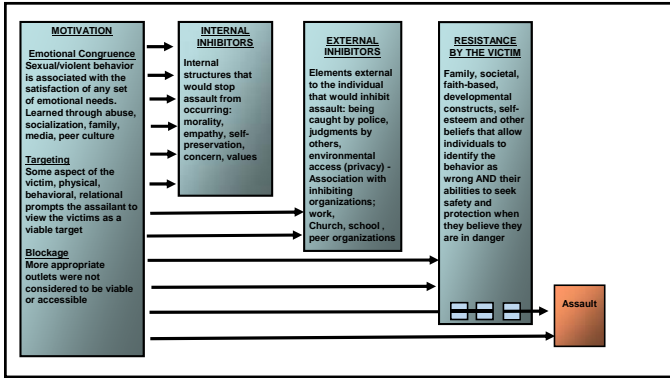 MOTIVATION
Emotional Congruence
Sexual/violent behavior
is associated with the
satisfaction of any set
of emotional needs.
Learned through abuse,
socialization, family,
media, peer culture
Targeting
Some aspect of the
victim, physical,
behavioral, relational
prompts the assailant to
view the victims as a
viable target
Blockage
More appropriate
outlets were not
considered to be viable
or accessible
INTERNAL
INHIBITORS
Internal
structures that
would stop
assault from
occurring:
morality,
empathy, self-
preservation,
concern, values
EXTERNAL
INHIBITORS
Elements external
to the individual
that would inhibit
assault: being
caught by police,
judgments by
others,
environmental
access (privacy) -
Association with
inhibiting
organizations;
work,
Church, school ,
peer organizations
RESISTANCE
BY THE VICTIM
Family, societal,
faith-based,
developmental
constructs, self-
esteem and other
beliefs that allow
individuals to
identify the
behavior as
wrong AND their
abilities to seek
safety and
protection when
they believe they
are in danger
Assault